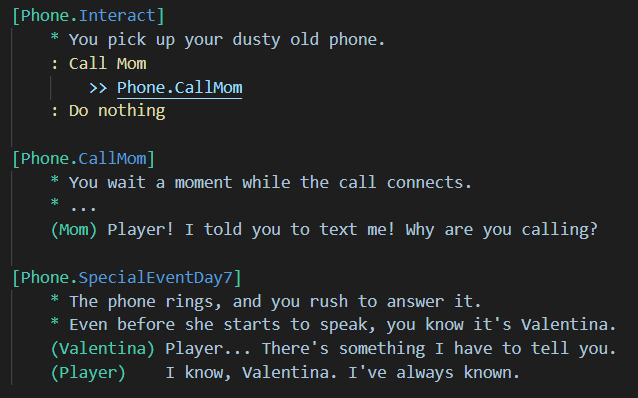 [Phone.Interact]
    * You pick up your dusty old phone.
    : Call Mom
        >> Phone.CallMom
    : Do nothing

[Phone.CallMom]
    * You wait a moment while the call connects.
    * ...
    (Mom) Player! I told you to text me! Why are you calling?

[Phone.SpecialEventDay7]
    * The phone rings, and you rush to answer it.
    * Even before she starts to speak, you know it's Valentina.
    (Valentina) Player... There's something I have to tell you.
    (Player)    I know, Valentina. I've always known.